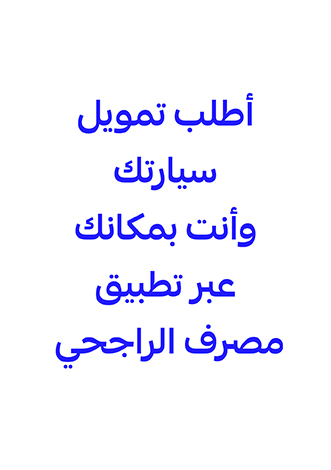 أطلب تمويل
سيارتك
وأنت بمكانك
عبر تطبيق
مصرف الراجحي